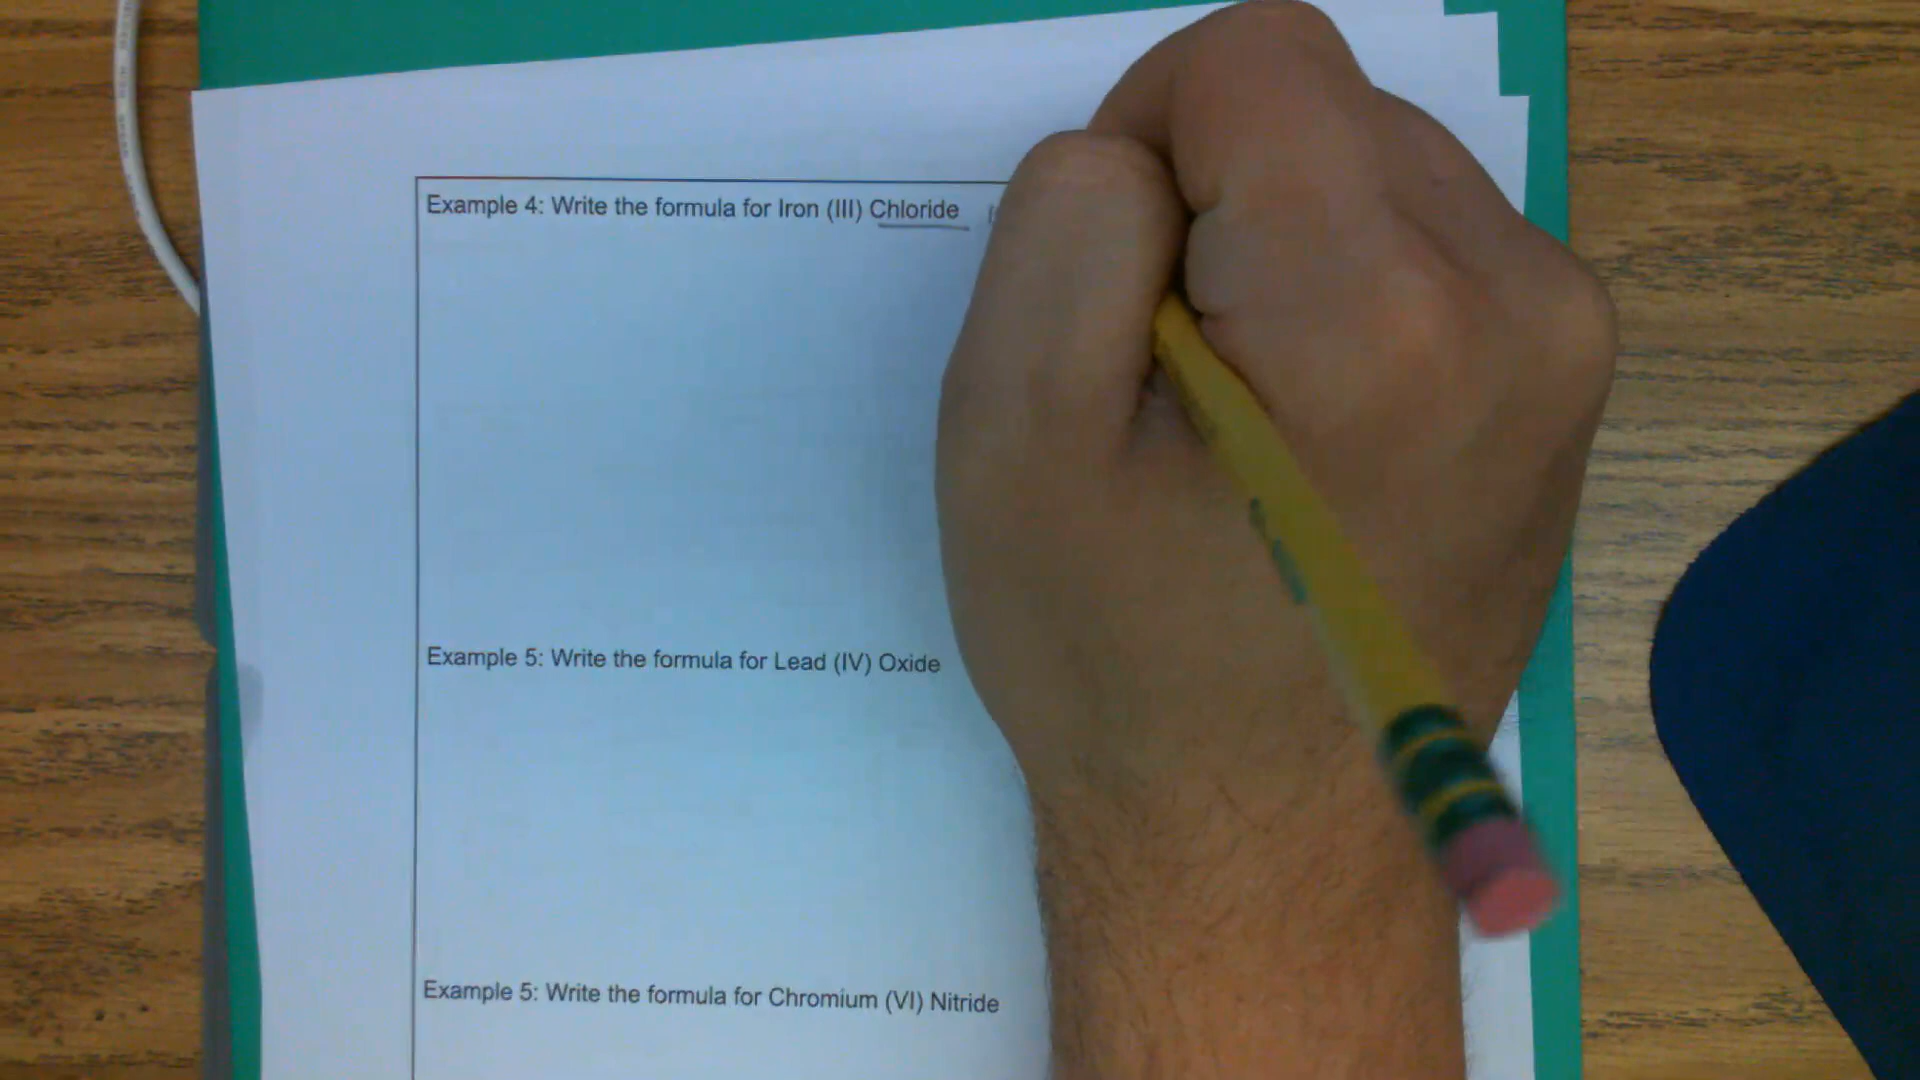 Example 4: Write the formula for Iron (III) Chloride
Example 5: Write the formula for Lead (IV) Oxide
Example 5: Write the formula for Chromium (VI) Nitride